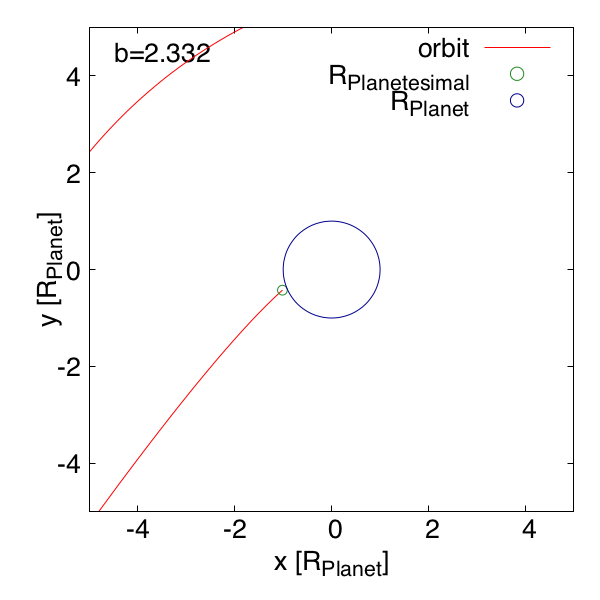 b=2.332
orbit
R_Planetesimal
R_Planet
4
2
0
-2
-4
y [R_Planet]
-4
-2
0
2
4
x [R_Planet]